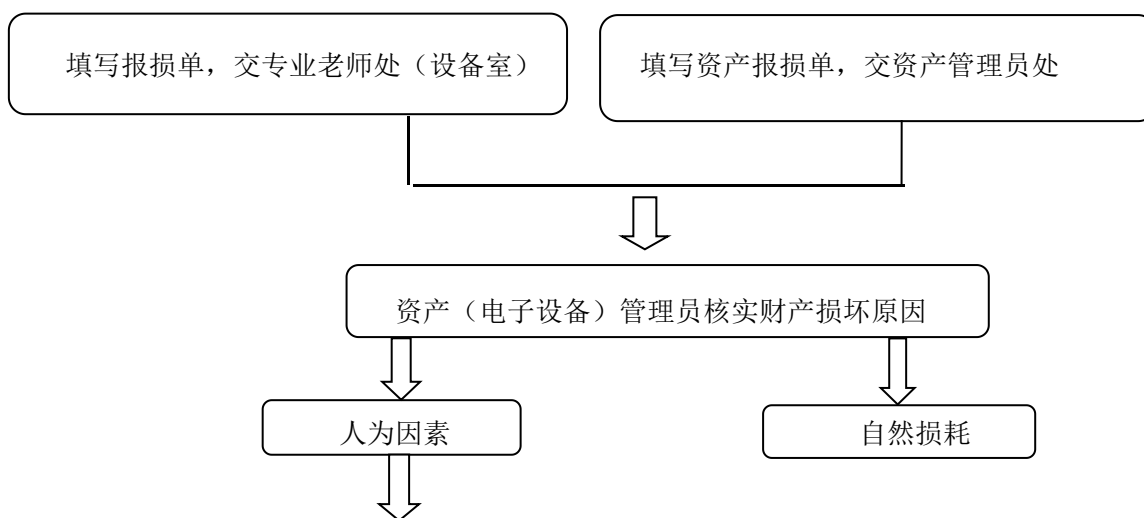 填写报损单，交专业老师处（设备室）
填写资产报损单，交资产管理员处
资产（电子设备）管理员核实财产损坏原因
人为因素
自然损耗